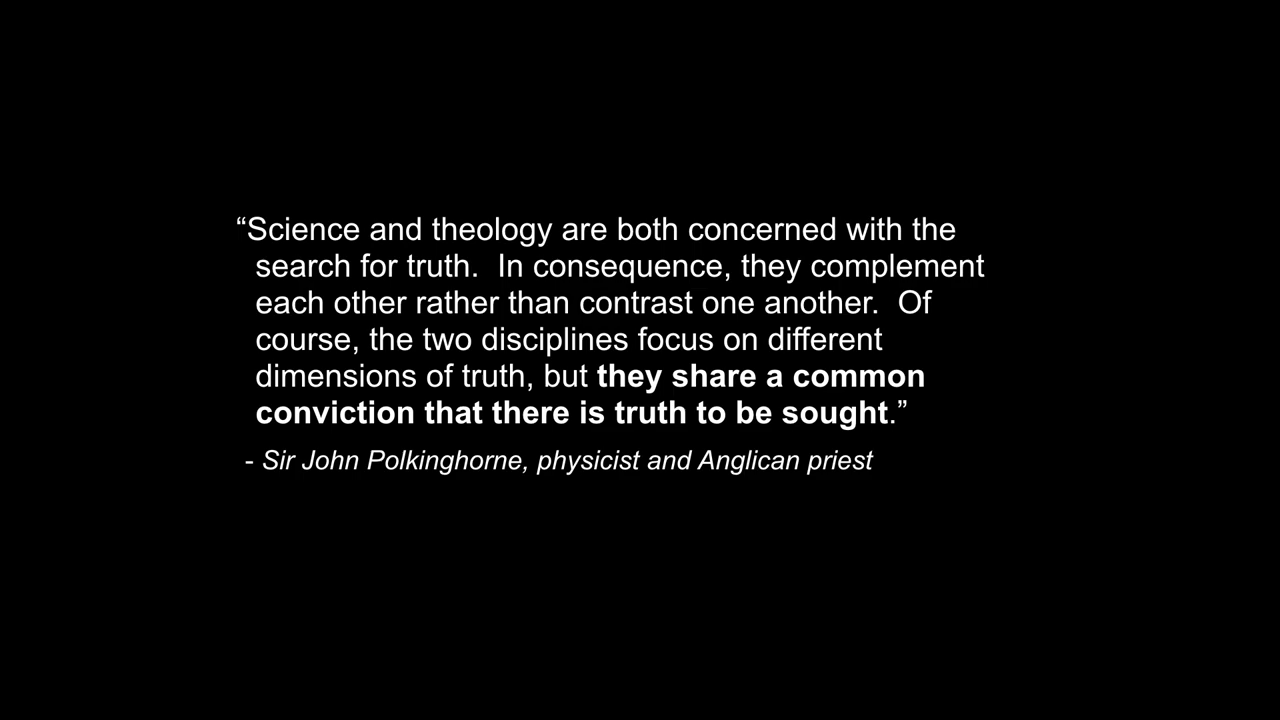 “Science and theology are both concerned with the
search for truth.  In consequence, they complement
each other rather than contrast one another.  Of
course, the two disciplines focus on different
dimensions of truth, but they share a common
conviction that there is truth to be sought.”
- Sir John Polkinghorne, physicist and Anglican priest